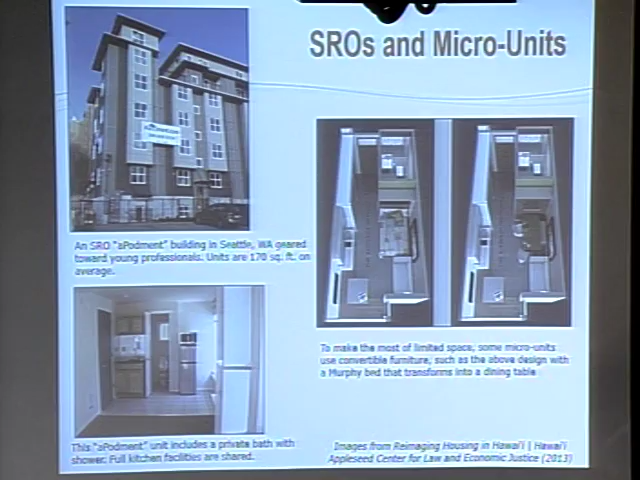 SROs and Micro-Units
An SRO "aPodment" building in Seattle, WA geared
toward young professionals. Units are 170 sq. ft. on
average.
To make the most of limited space, some micro-units
use convertible furniture, such as the above design with
a Murphy bed that transforms into a dining table
This "aPodment" unit includes a private bath with
shower. Full kitchen facilities are shared.
Images from Reimaging Housing in Hawai'i | Hawai'i
Appleseed Center for Law and Economic Justice (2013)